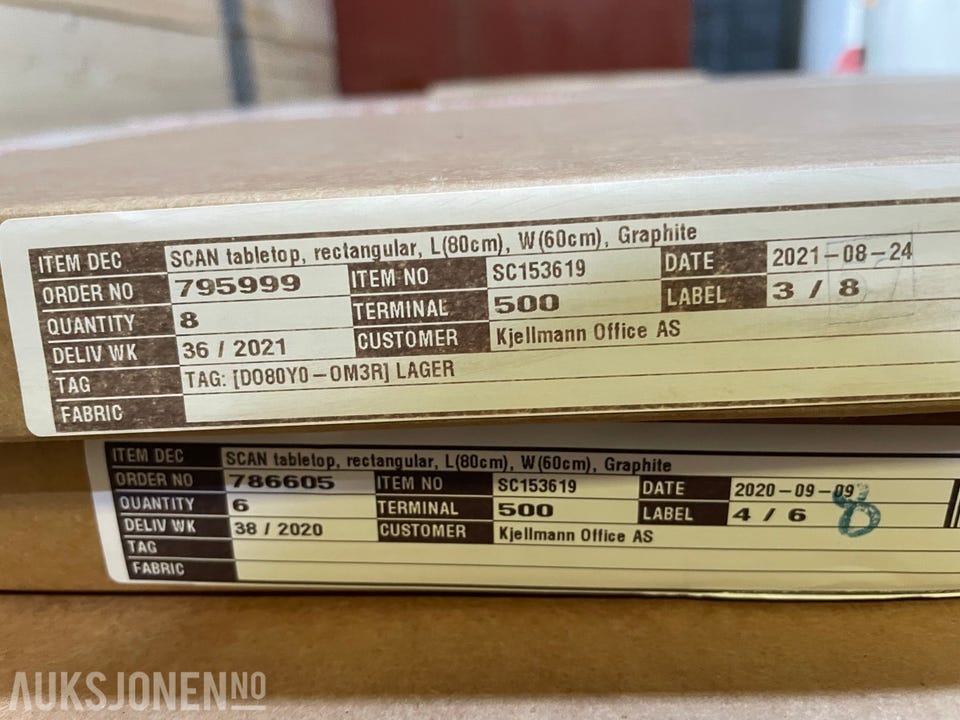 ITEM DEC SCAN tabletop, rectangular, L(80cm), W(60cm), Graphite
ORDER NO 795999 ITEM NO SC153619 DATE 2021-08-24
QUANTITY 8 TERMINAL 500 LABEL 3 / 8
DELIV WK 36 / 2021 CUSTOMER Kjellmann Office AS
TAG TAG: [DO80Y0-0M3R] LAGER
FABRIC
ITEM DEC SCAN tabletop, rectangular, L(80cm), W(60cm), Graphite
ORDER NO 786605 ITEM NO SC153619 DATE 2020-09-09
QUANTITY 6 TERMINAL 500 LABEL 4 / 6 8
DELIV WK 38 / 2020 CUSTOMER Kjellmann Office AS
TAG
FABRIC
AUKSJONEN NO